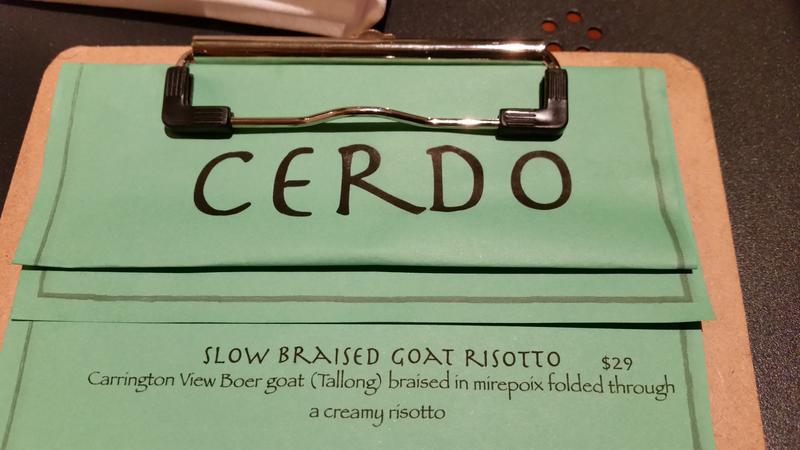 CERDO
SLOW BRAISED GOAT RISOTTO $29
Carrington View Boer goat (Tallong) braised in mirepoix folded through
a creamy risotto